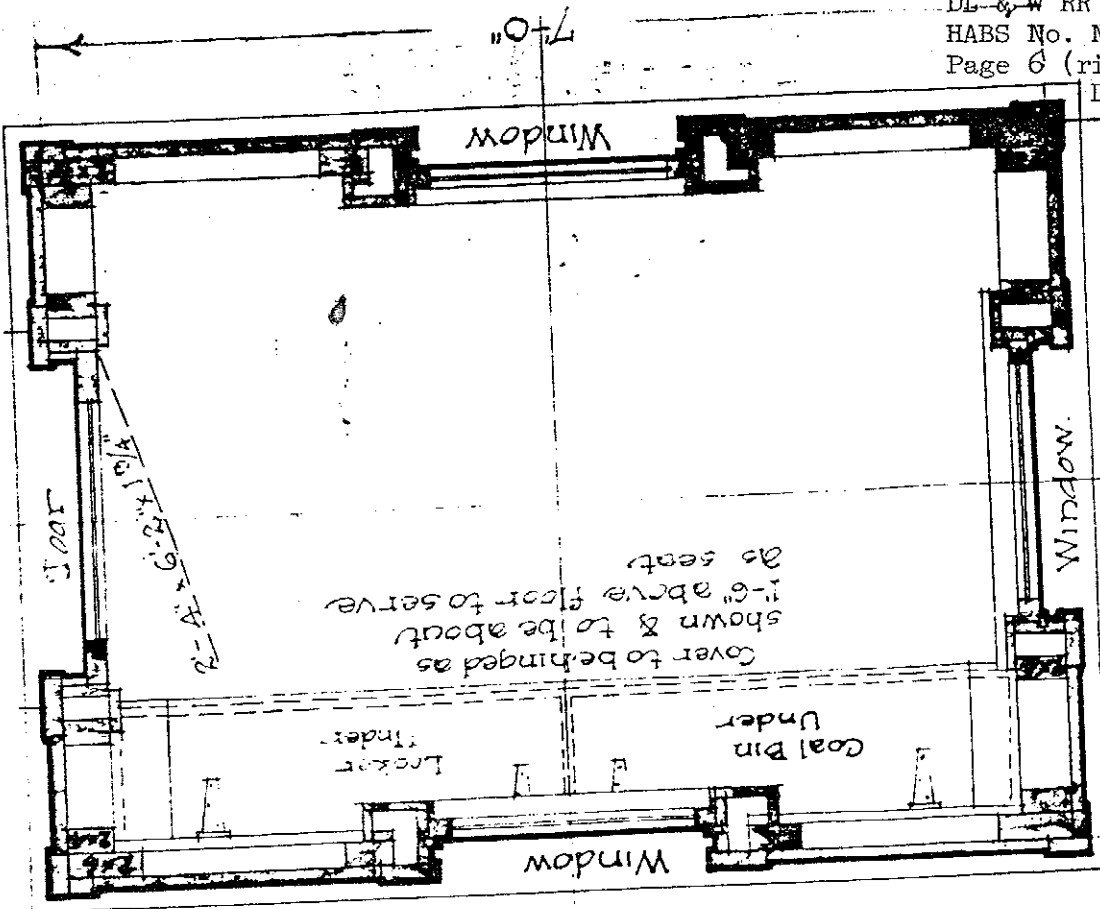 DL & W RR
HABS No. N
Page 6 (ri
L
7'-0"
Window
Door
2'-4" x 6'-2" x 1 3/4"
Window.
Cover to be hinged as
shown & to be about
1'-6" above floor to serve
as seat
Locker
Under
Coal Bin
Under
2x4
2x6
2x6
Window